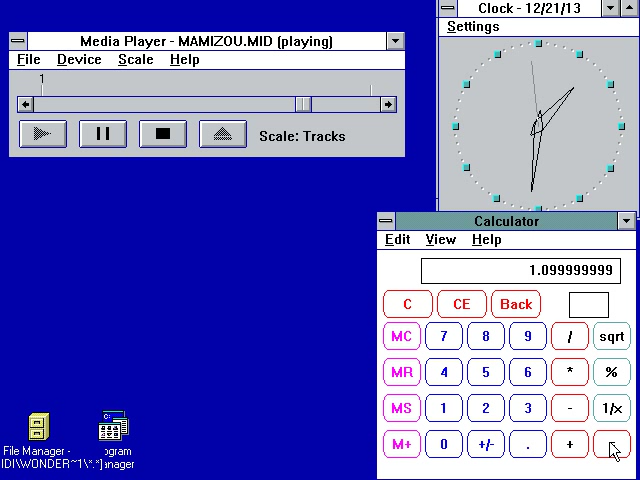 Clock - 12/21/13
Settings
Media Player - MAMIZOU.MID (playing)
File Device Scale Help
1
Scale: Tracks
Calculator
Edit View Help
1.099999999
C CE Back
MC 7 8 9 / sqrt
MR 4 5 6 * %
MS 1 2 3 - 1/x
M+ 0 +/- . +
File Manager -
IDI\WONDER~1\*.*]
ogram
anager